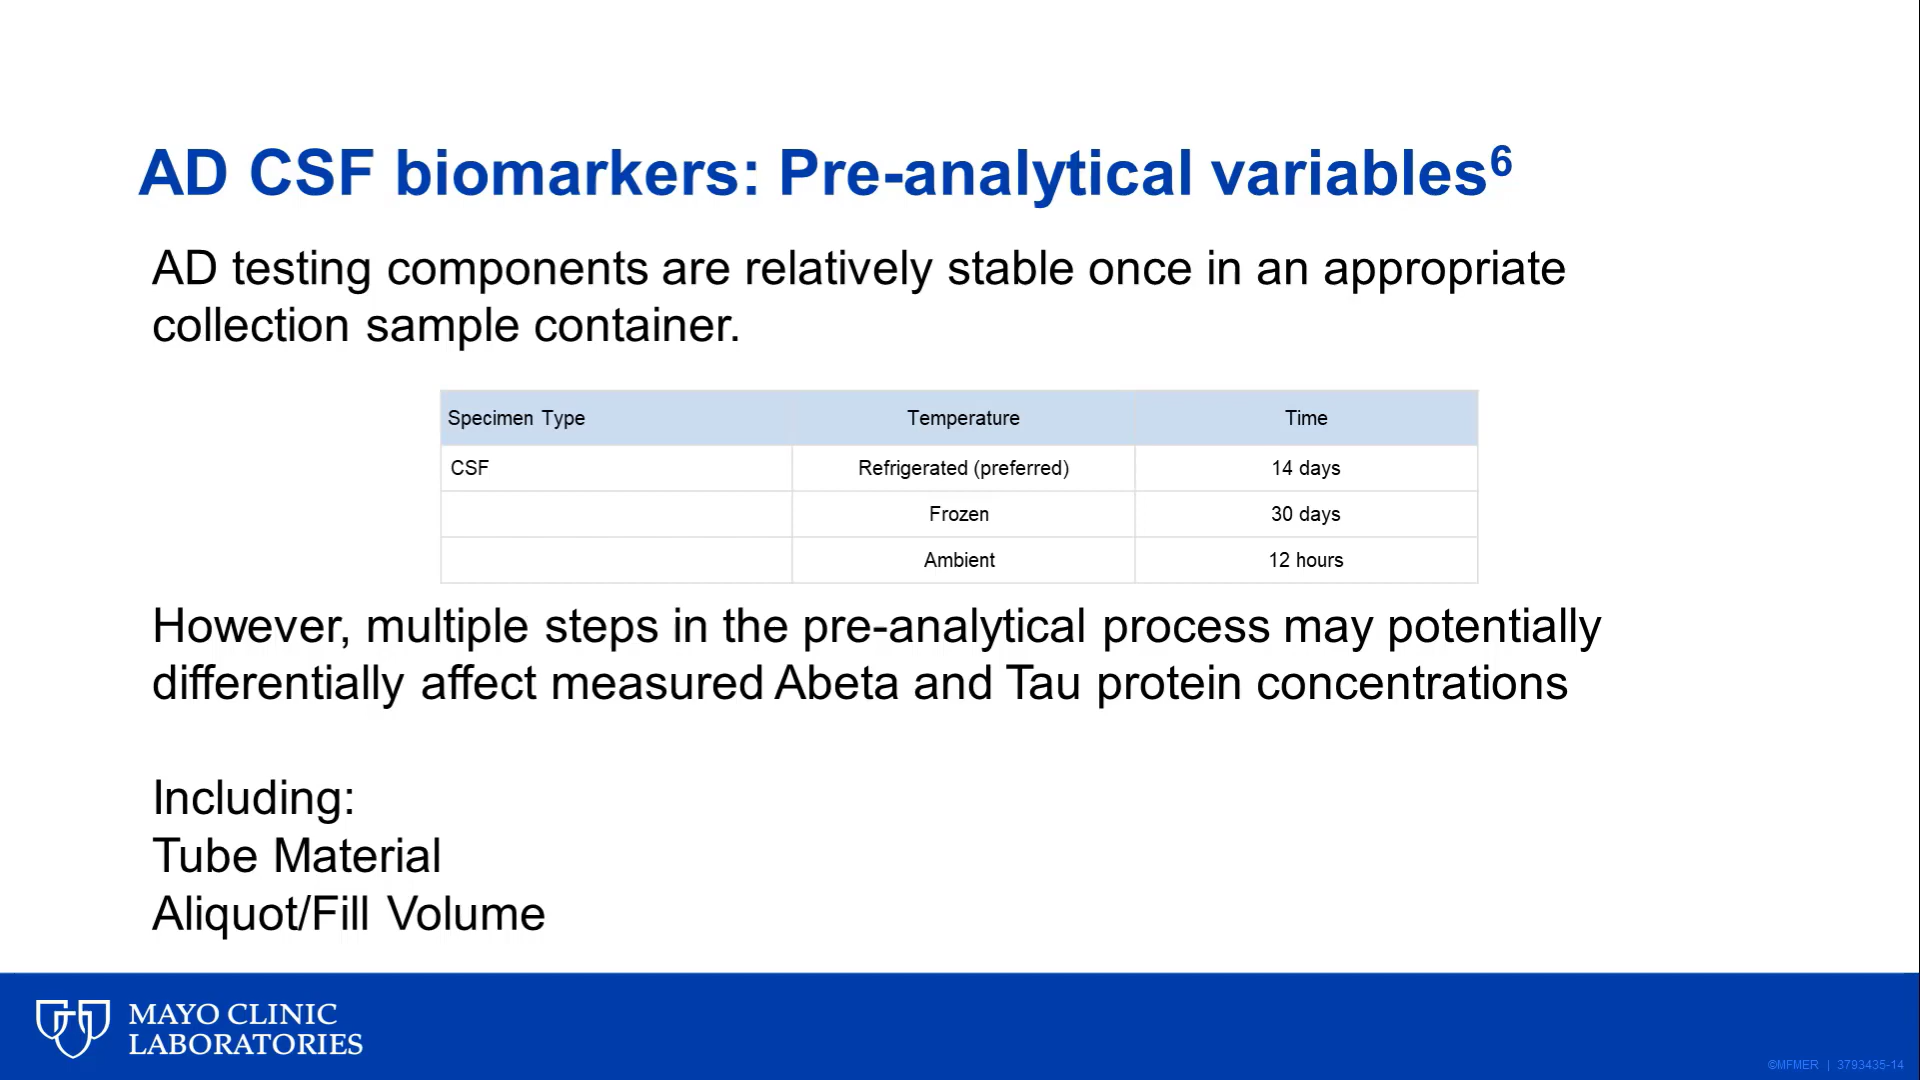 AD CSF biomarkers: Pre-analytical variables6
AD testing components are relatively stable once in an appropriate
collection sample container.
Specimen Type Temperature Time
CSF Refrigerated (preferred) 14 days
Frozen 30 days
Ambient 12 hours
However, multiple steps in the pre-analytical process may potentially
differentially affect measured Abeta and Tau protein concentrations
Including:
Tube Material
Aliquot/Fill Volume
MAYO CLINIC
LABORATORIES
©MFMER | 3793435-14